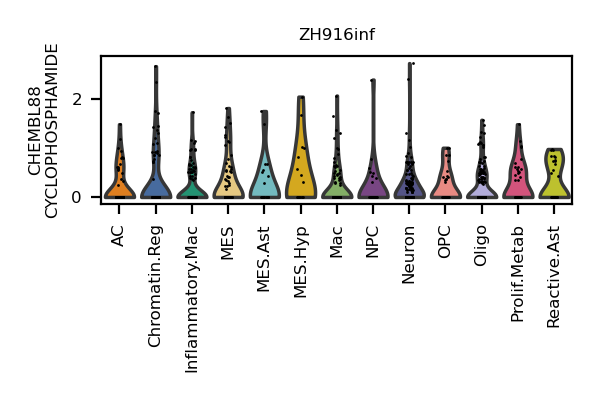 ZH916inf
CHEMBL88
CYCLOPHOSPHAMIDE
2
0
AC
Chromatin.Reg
Inflammatory.Mac
MES
MES.Ast
MES.Hyp
Mac
NPC
Neuron
OPC
Oligo
Prolif.Metab
Reactive.Ast